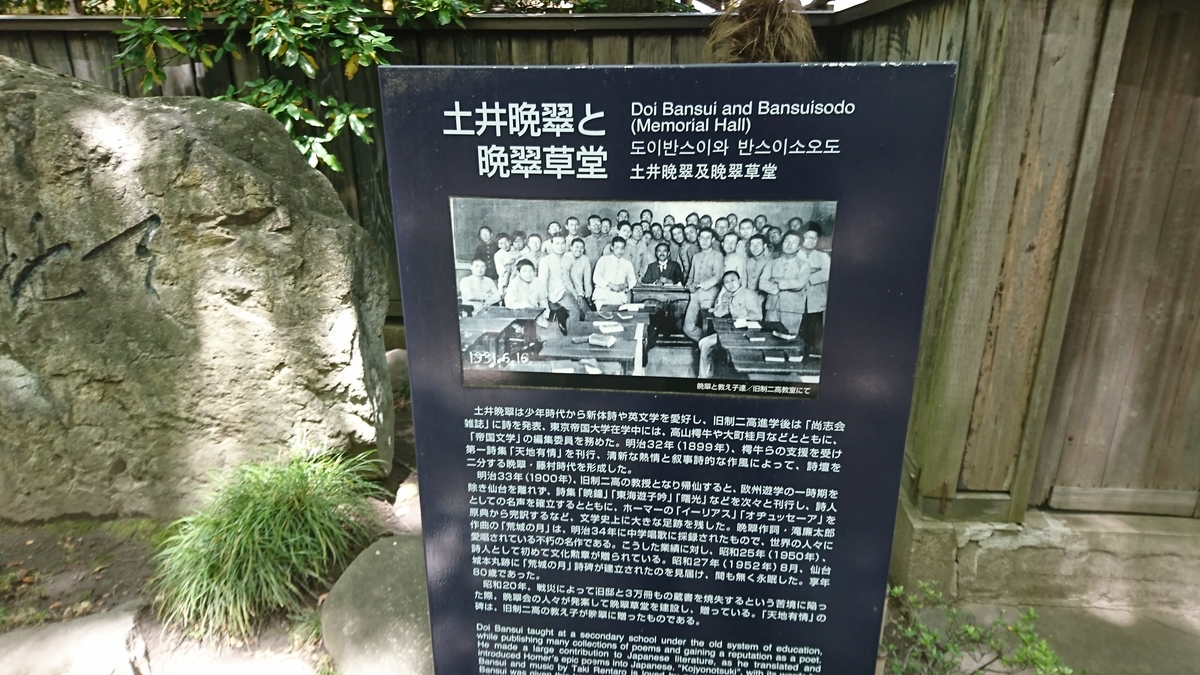 土井晩翠と
晩翠草堂
Doi Bansui and Bansuisodo
(Memorial Hall)
도이반스이와 반스이소오도
土井晩翠及晩翠草堂
1931.6.16.
晩翠と教え子達／旧制二高教室にて
土井晩翠は少年時代から新体詩や英文学を愛好し、旧制二高進学後は「尚志会
雑誌」に詩を発表、東京帝国大学在学中には、高山樗牛や大町桂月などとともに、
「帝国文学」の編集委員を務めた。明治32年（1899年）、樗牛らの支援を受け
第一詩集「天地有情」を刊行、清新な熱情と叙事詩的な作風によって、詩壇を
二分する晩翠・藤村時代を形成した。
明治33年（1900年）、旧制二高の教授となり帰仙すると、欧州遊学の一時期を
除き仙台を離れず、詩集「暁鐘」「東海遊子吟」「曙光」などを次々と刊行し、詩人
としての名声を確立するとともに、ホーマーの「イーリアス」「オヂュッセーア」を
原典から完訳するなど、文学史上に大きな足跡を残した。晩翠作詞・滝廉太郎
作曲の「荒城の月」は、明治34年に中学唱歌に採録されたもので、世界の人々に
愛唱されている不朽の名作である。こうした業績に対し、昭和25年（1950年）、
詩人として初めて文化勲章が贈られている。昭和27年（1952年）8月、仙台
城本丸跡に「荒城の月」詩碑が建立されたのを見届け、間も無く永眠した。享年
80歳であった。
昭和20年、戦災によって旧邸と3万冊もの蔵書を焼失するという苦境に陥っ
た際、晩翠会の人々が発案して晩翠草堂を建設し、贈っている。「天地有情」の
碑は、旧制二高の教え子が晩翠に贈ったものである。
Doi Bansui taught at a secondary school under the old system of education,
while publishing many collections of poems and gaining a reputation as a poet.
He made a large contribution to Japanese literature, as he translated and
introduced Homer's epic poems into Japanese. "Kojyonotsuki", with its words by
Bansui and music by Taki Rentaro is loved by
Bansui was given this